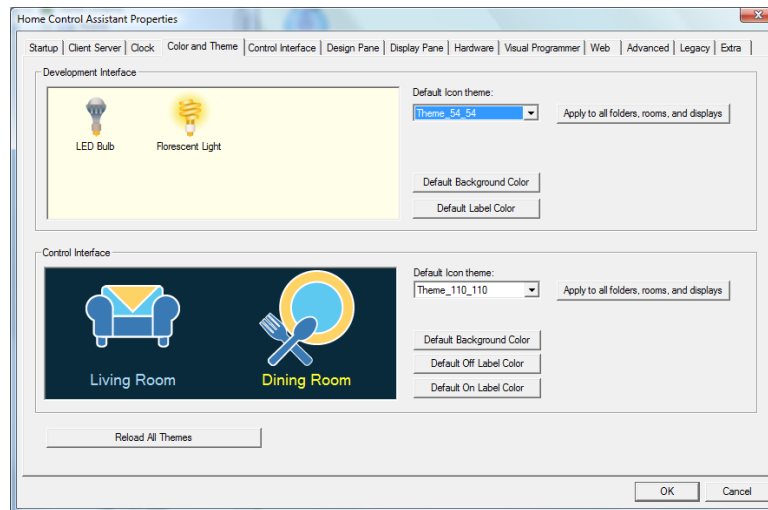 Home Control Assistant Properties
Startup Client Server Clock Color and Theme Control Interface Design Pane Display Pane Hardware Visual Programmer Web Advanced Legacy Extra
Development Interface
LED Bulb
Florescent Light
Default Icon theme:
Theme_54_54
Apply to all folders, rooms, and displays
Default Background Color
Default Label Color
Control Interface
Living Room
Dining Room
Default Icon theme:
Theme_110_110
Apply to all folders, rooms, and displays
Default Background Color
Default Off Label Color
Default On Label Color
Reload All Themes
OK
Cancel